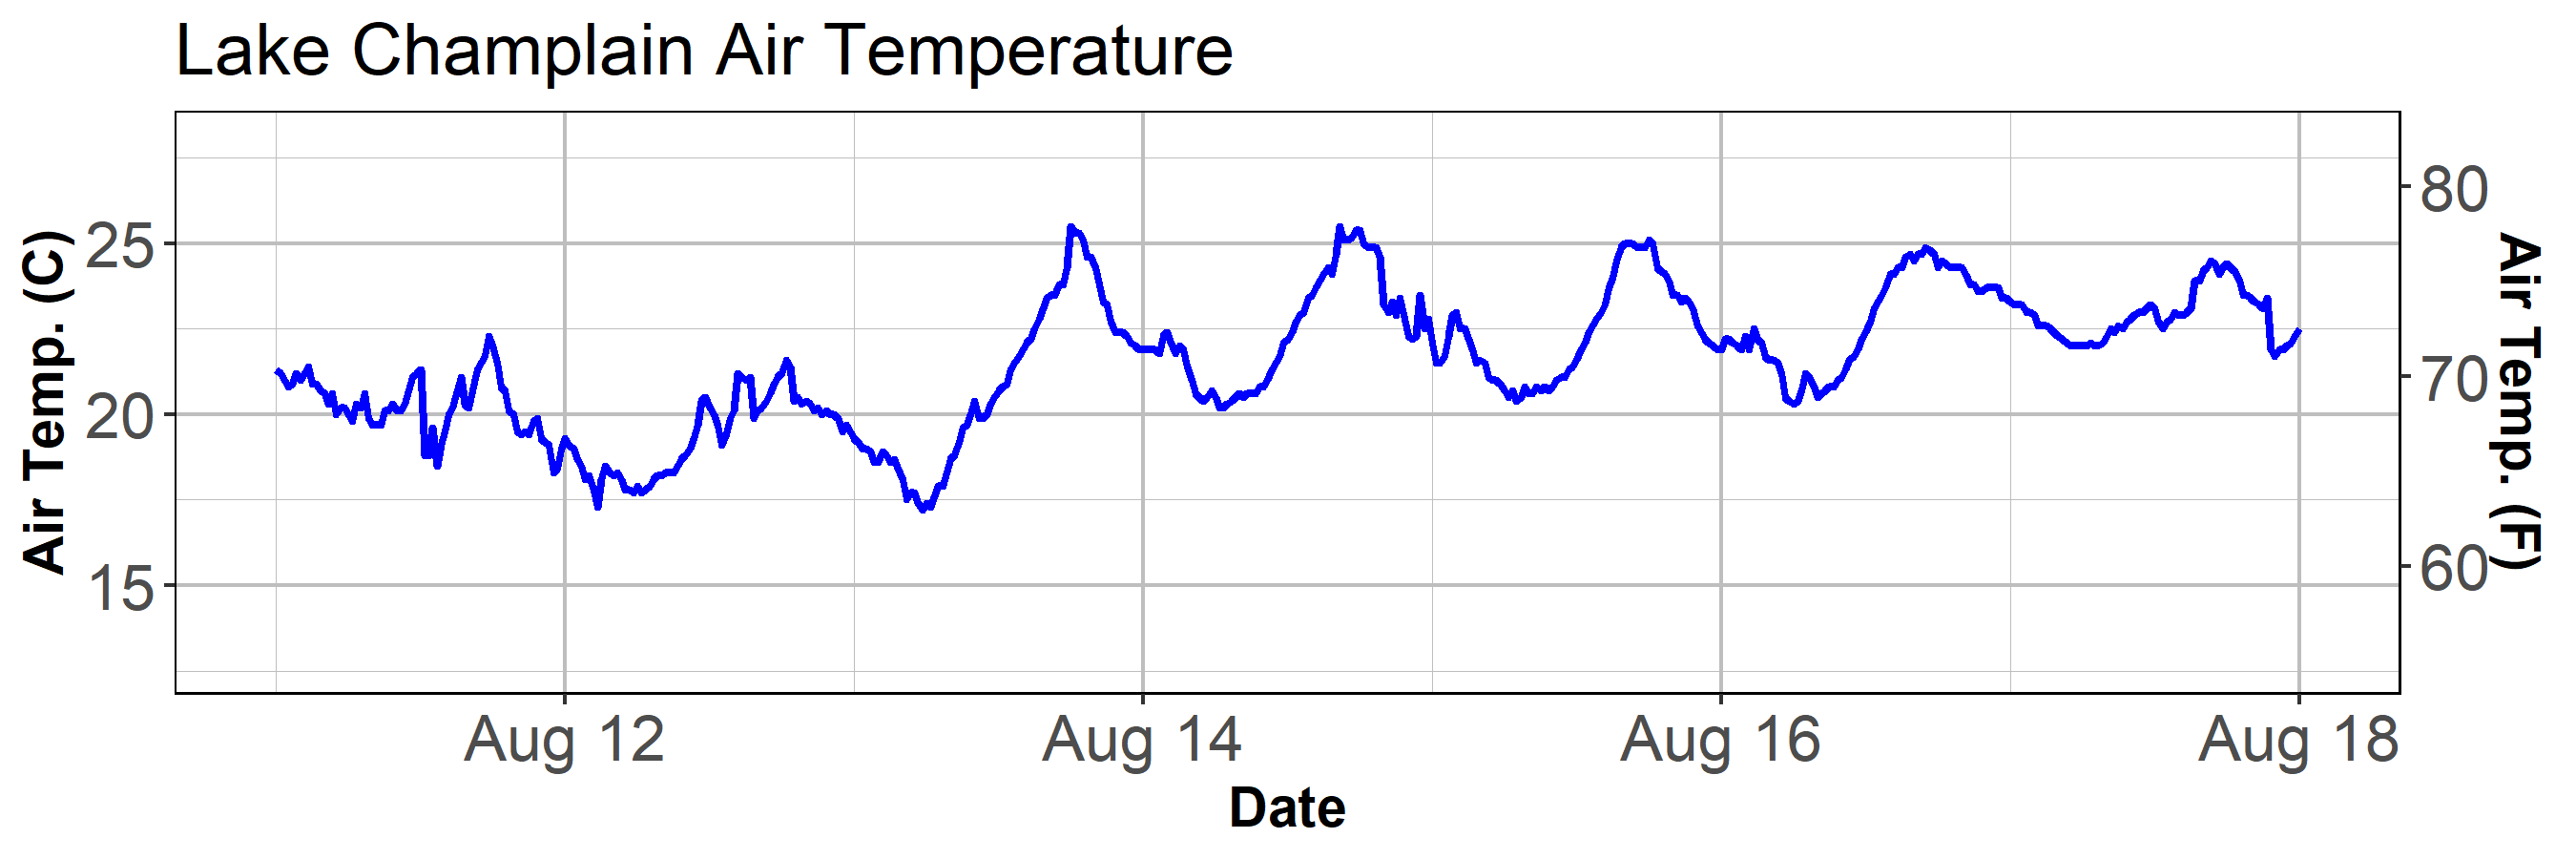 Lake Champlain Air Temperature
Air Temp. (C)
25
20
15
80
70
60
Air Temp. (F)
Aug 12 Aug 14 Aug 16 Aug 18
Date